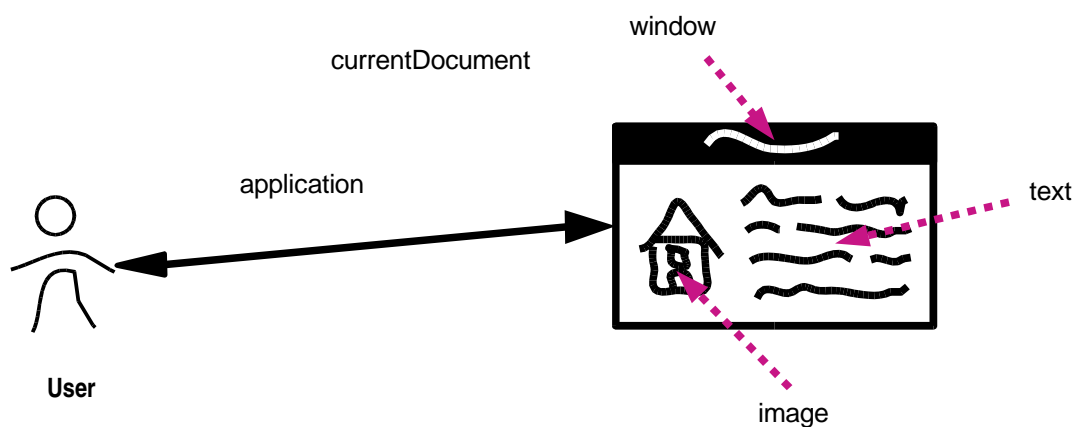 window
currentDocument
application
text
User
image